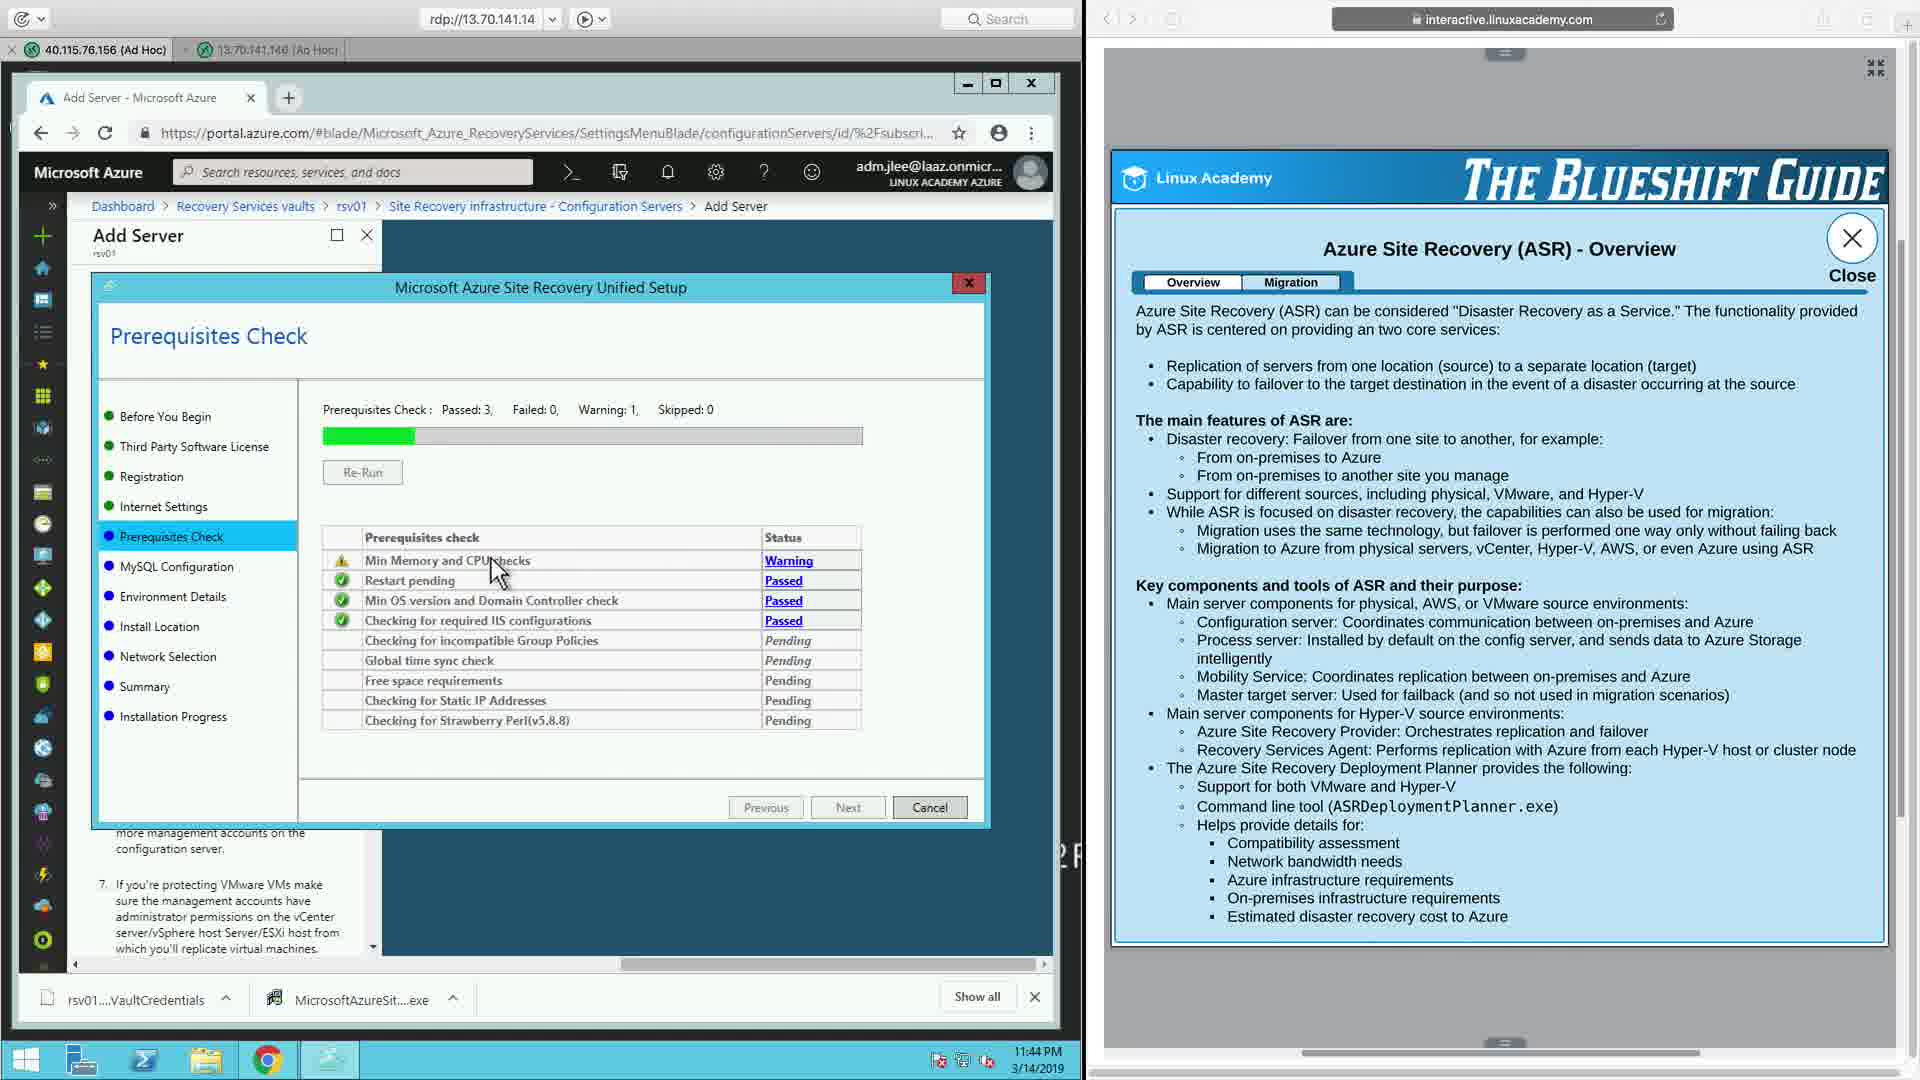 rdp://13.70.141.14
Search
40.115.76.156 (Ad Hoc)
13.70.141.146 (Ad Hoc)
Add Server - Microsoft Azure
https://portal.azure.com/#blade/Microsoft_Azure_RecoveryServices/SettingsMenuBlade/configurationServers/id/%2Fsubscri...
Microsoft Azure
Search resources, services, and docs
adm.jlee@laaz.onmicr...
LINUX ACADEMY AZURE
Dashboard > Recovery Services vaults > rsv01 > Site Recovery infrastructure - Configuration Servers > Add Server
Add Server
rsv01
Microsoft Azure Site Recovery Unified Setup
Prerequisites Check
Before You Begin
Third Party Software License
Registration
Internet Settings
Prerequisites Check
MySQL Configuration
Environment Details
Install Location
Network Selection
Summary
Installation Progress
Prerequisites Check : Passed: 3, Failed: 0, Warning: 1, Skipped: 0
Re-Run
Prerequisites check Status
Min Memory and CPU checks Warning
Restart pending Passed
Min OS version and Domain Controller check Passed
Checking for required IIS configurations Passed
Checking for incompatible Group Policies Pending
Global time sync check Pending
Free space requirements Pending
Checking for Static IP Addresses Pending
Checking for Strawberry Perl(v5.8.8) Pending
Previous Next Cancel
more management accounts on the
configuration server.
7. If you're protecting VMware VMs make
sure the management accounts have
administrator permissions on the vCenter
server/vSphere host Server/ESXi host from
which you'll replicate virtual machines.
rsv01....VaultCredentials
MicrosoftAzureSit....exe
Show all
11:44 PM
3/14/2019
interactive.linuxacademy.com
Linux Academy
THE BLUESHIFT GUIDE
Azure Site Recovery (ASR) - Overview
Close
Overview Migration
Azure Site Recovery (ASR) can be considered "Disaster Recovery as a Service." The functionality provided
by ASR is centered on providing an two core services:
• Replication of servers from one location (source) to a separate location (target)
• Capability to failover to the target destination in the event of a disaster occurring at the source
The main features of ASR are:
• Disaster recovery: Failover from one site to another, for example:
◦ From on-premises to Azure
◦ From on-premises to another site you manage
• Support for different sources, including physical, VMware, and Hyper-V
• While ASR is focused on disaster recovery, the capabilities can also be used for migration:
◦ Migration uses the same technology, but failover is performed one way only without failing back
◦ Migration to Azure from physical servers, vCenter, Hyper-V, AWS, or even Azure using ASR
Key components and tools of ASR and their purpose:
• Main server components for physical, AWS, or VMware source environments:
◦ Configuration server: Coordinates communication between on-premises and Azure
◦ Process server: Installed by default on the config server, and sends data to Azure Storage
intelligently
◦ Mobility Service: Coordinates replication between on-premises and Azure
◦ Master target server: Used for failback (and so not used in migration scenarios)
• Main server components for Hyper-V source environments:
◦ Azure Site Recovery Provider: Orchestrates replication and failover
◦ Recovery Services Agent: Performs replication with Azure from each Hyper-V host or cluster node
• The Azure Site Recovery Deployment Planner provides the following:
◦ Support for both VMware and Hyper-V
◦ Command line tool (ASRDeploymentPlanner.exe)
◦ Helps provide details for:
▪ Compatibility assessment
▪ Network bandwidth needs
▪ Azure infrastructure requirements
▪ On-premises infrastructure requirements
▪ Estimated disaster recovery cost to Azure